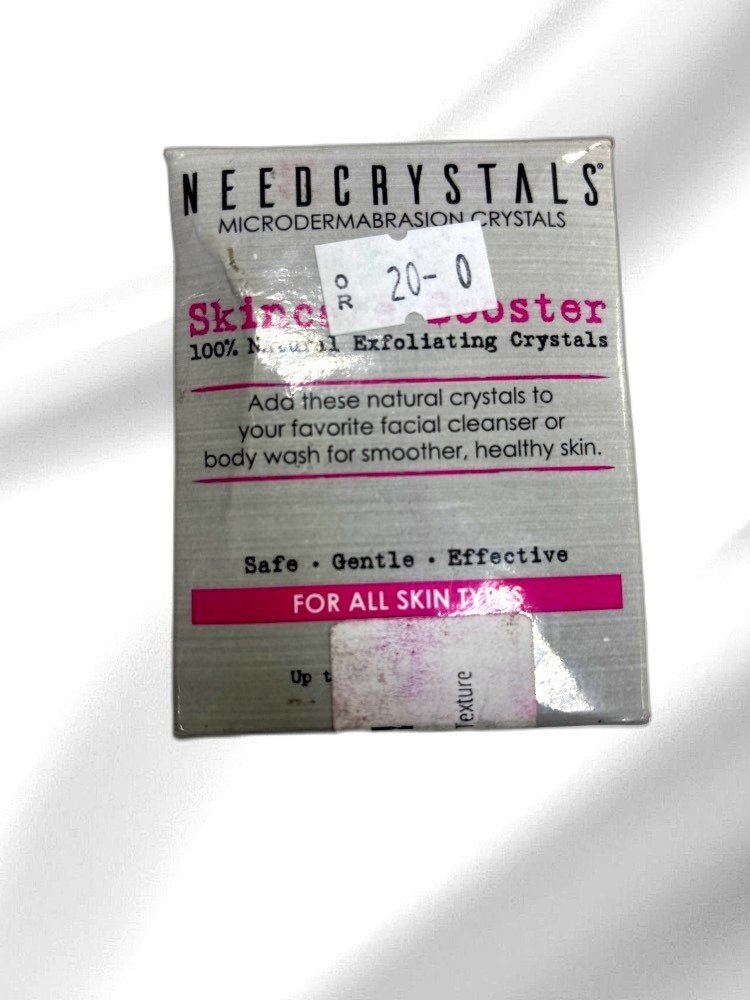 NEEDCRYSTALS®
MICRODERMABRASION CRYSTALS
O
R
20- 0
100% Exfoliating Crystals
Add these natural crystals to
your favorite facial cleanser or
body wash for smoother, healthy skin.
Safe • Gentle • Effective
FOR ALL SKIN TYPES
Up
Texture